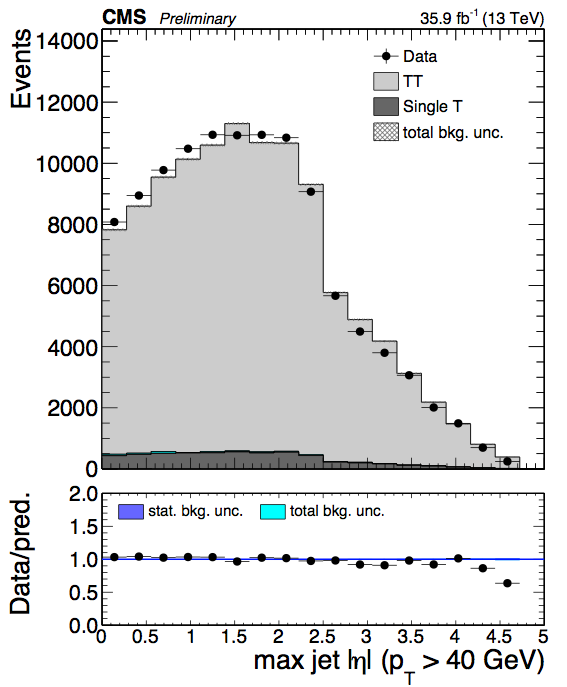 CMS Preliminary 35.9 fb⁻¹ (13 TeV)
Events
14000
12000
10000
8000
6000
4000
2000
0
Data
TT
Single T
total bkg. unc.
Data/pred.
2.0
1.5
1.0
0.5
0.0
stat. bkg. unc. total bkg. unc.
0 0.5 1 1.5 2 2.5 3 3.5 4 4.5 5
max jet |η| (p_T > 40 GeV)